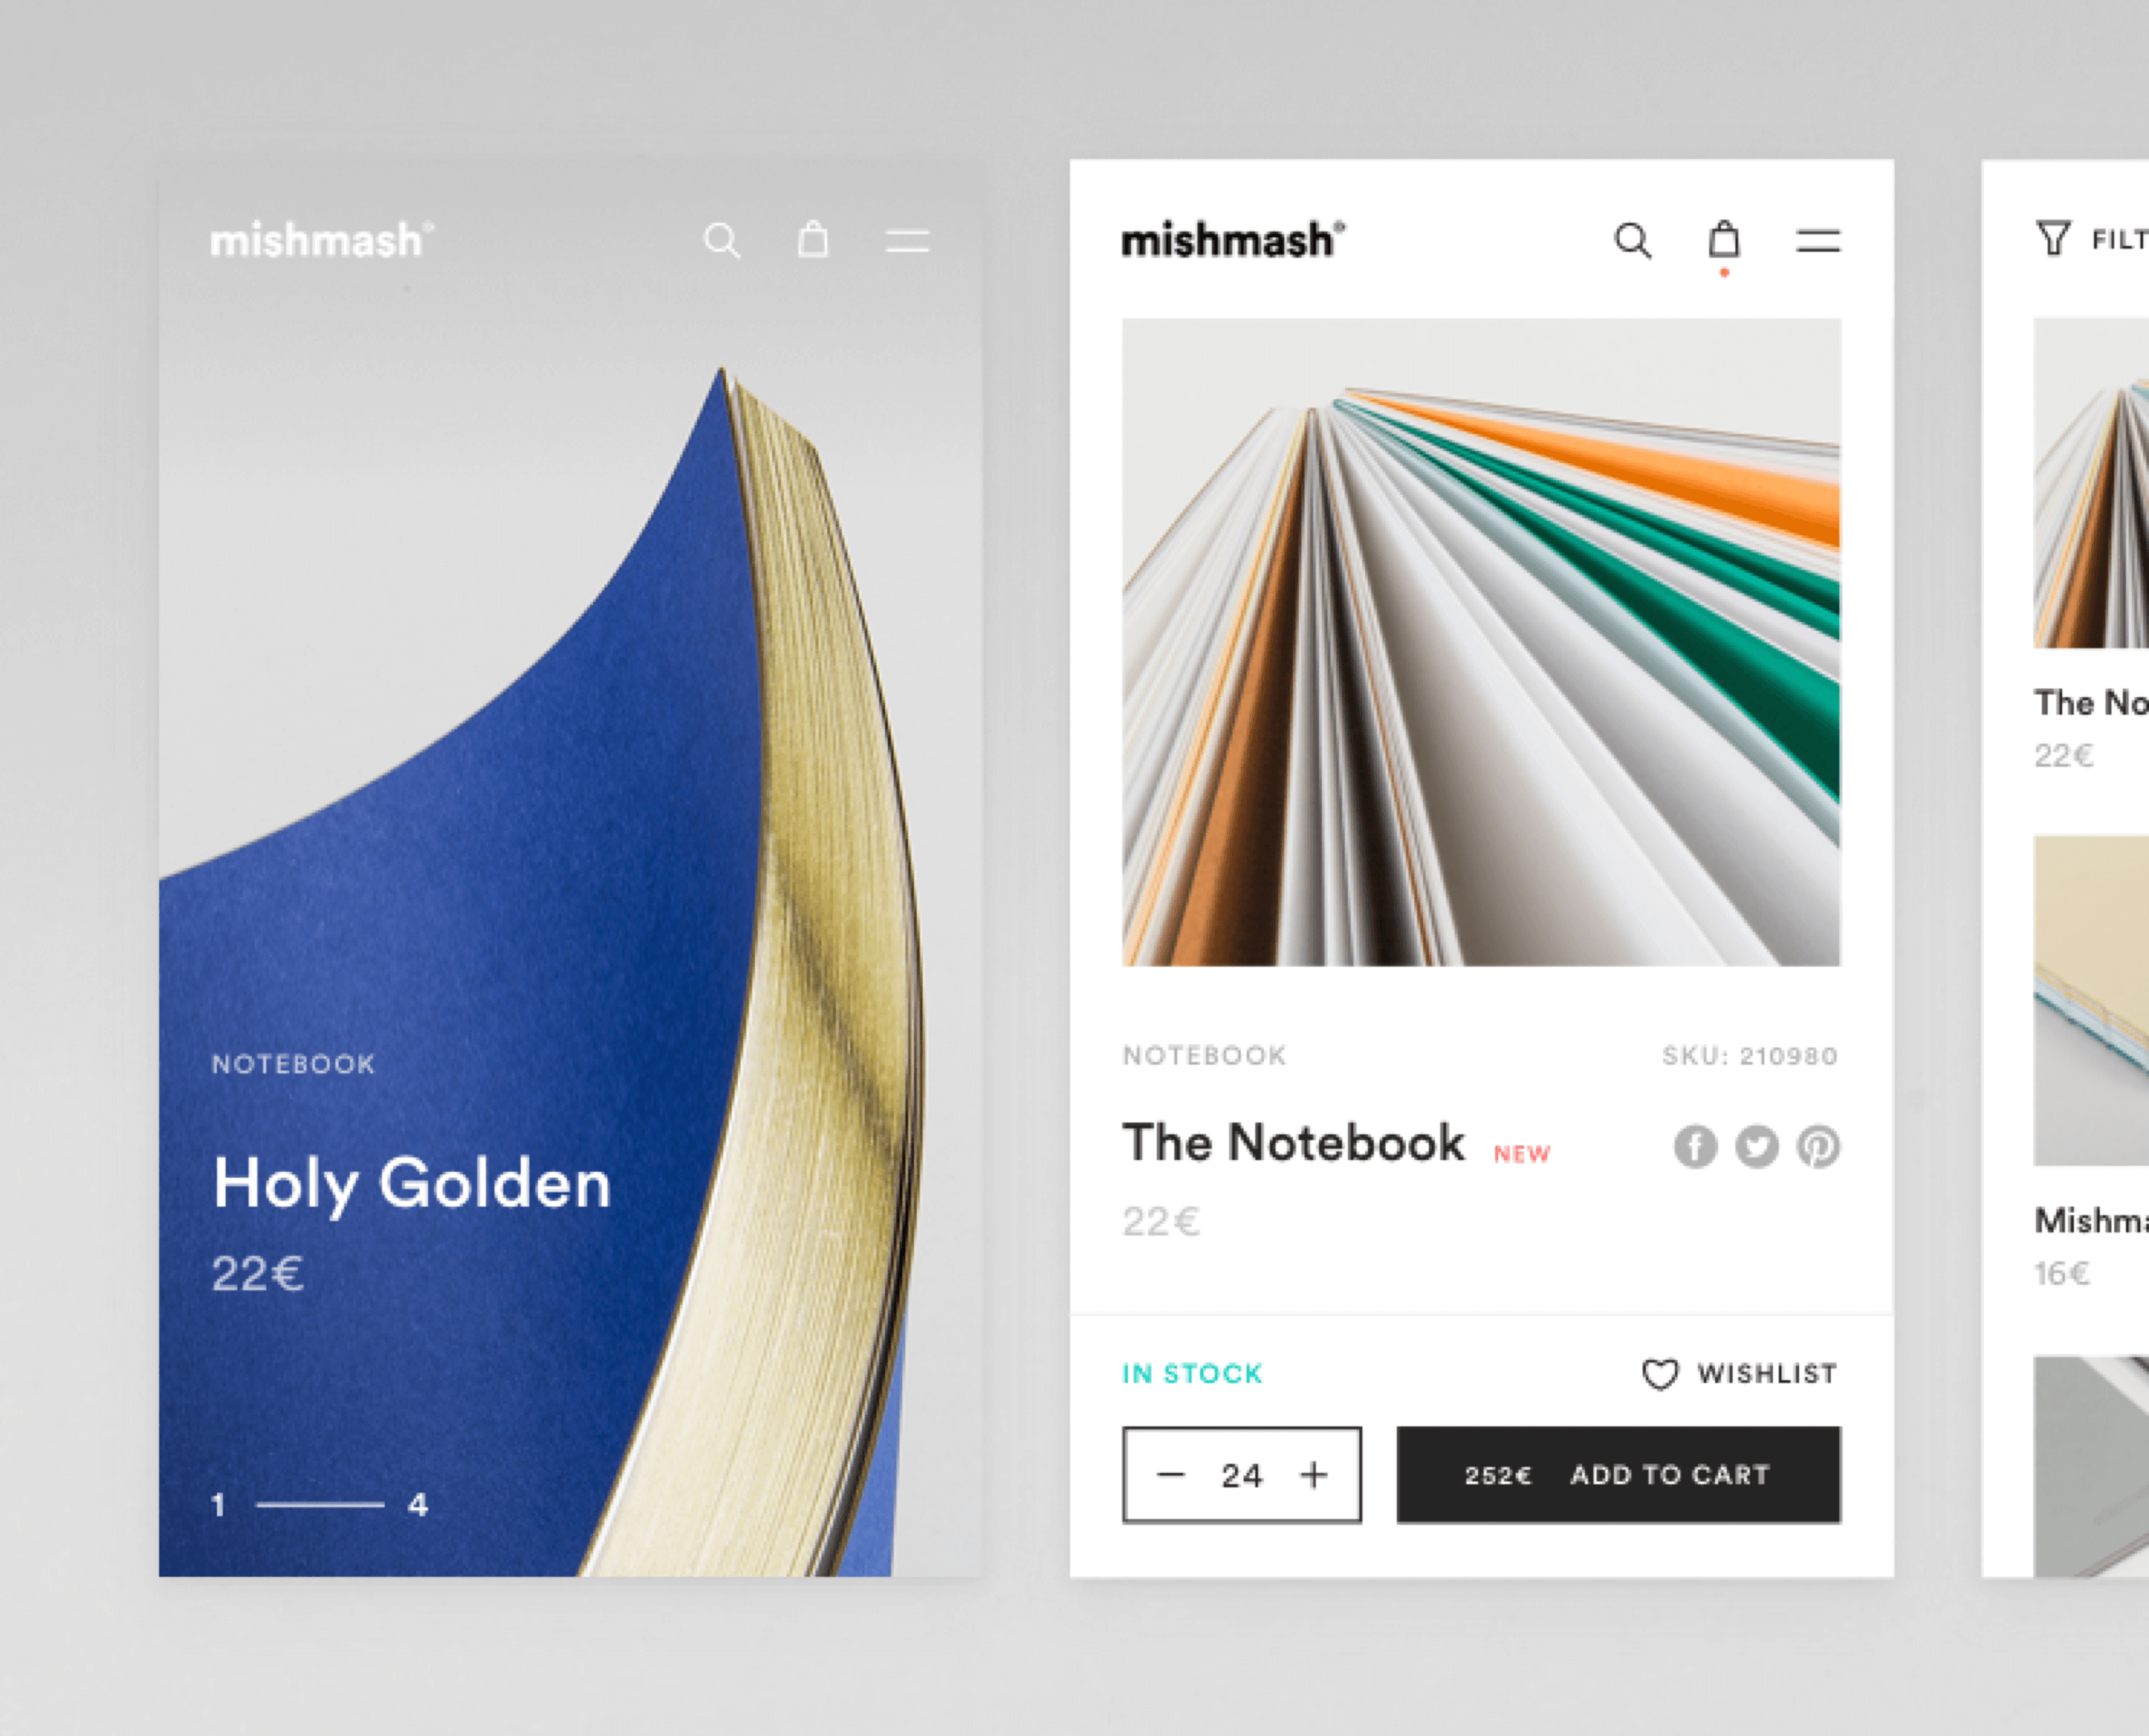 mishmash®
NOTEBOOK
Holy Golden
22€
1 4
mishmash®
NOTEBOOK SKU: 210980
The Notebook NEW
22€
IN STOCK WISHLIST
24 252€ ADD TO CART
FILT
The No
22€
Mishma
16€